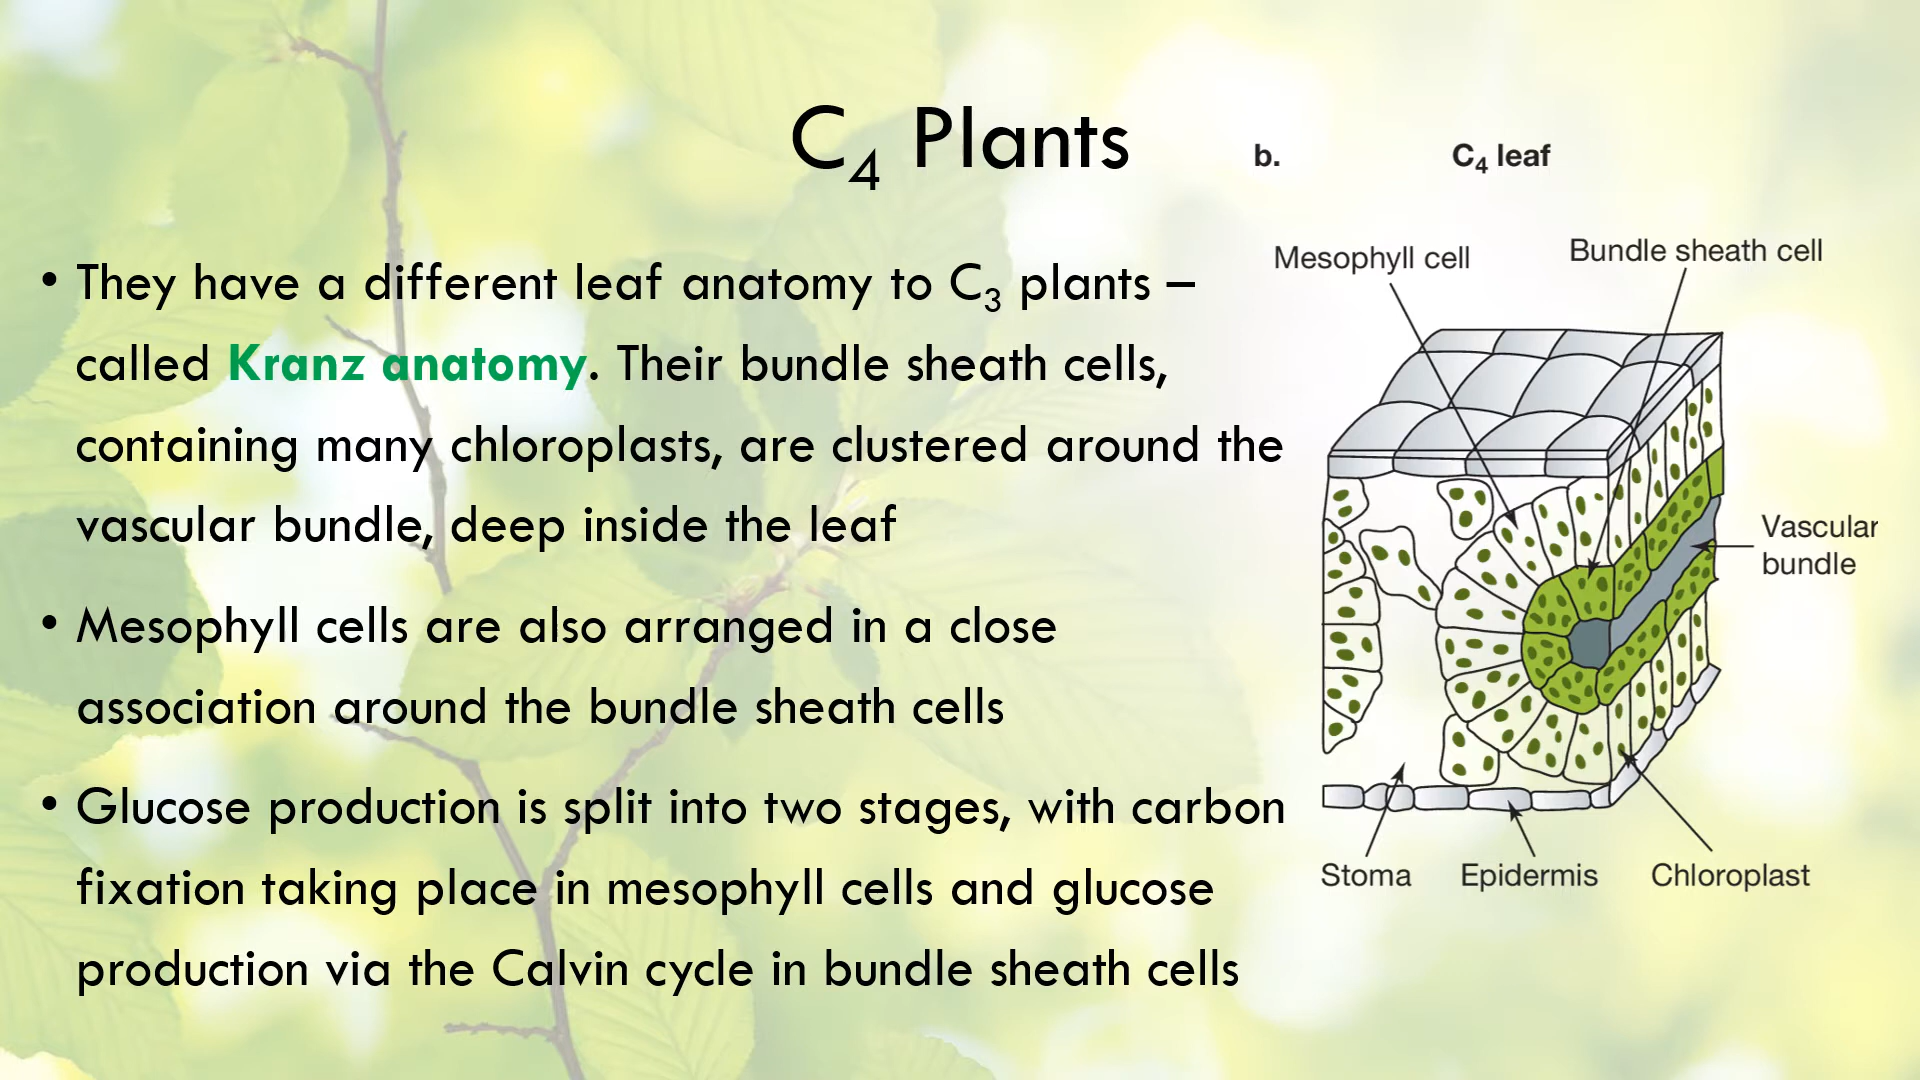 C₄ Plants
• They have a different leaf anatomy to C₃ plants –
called Kranz anatomy. Their bundle sheath cells,
containing many chloroplasts, are clustered around the
vascular bundle, deep inside the leaf
• Mesophyll cells are also arranged in a close
association around the bundle sheath cells
• Glucose production is split into two stages, with carbon
fixation taking place in mesophyll cells and glucose
production via the Calvin cycle in bundle sheath cells
b. C₄ leaf
Mesophyll cell
Bundle sheath cell
Vascular
bundle
Stoma
Epidermis
Chloroplast